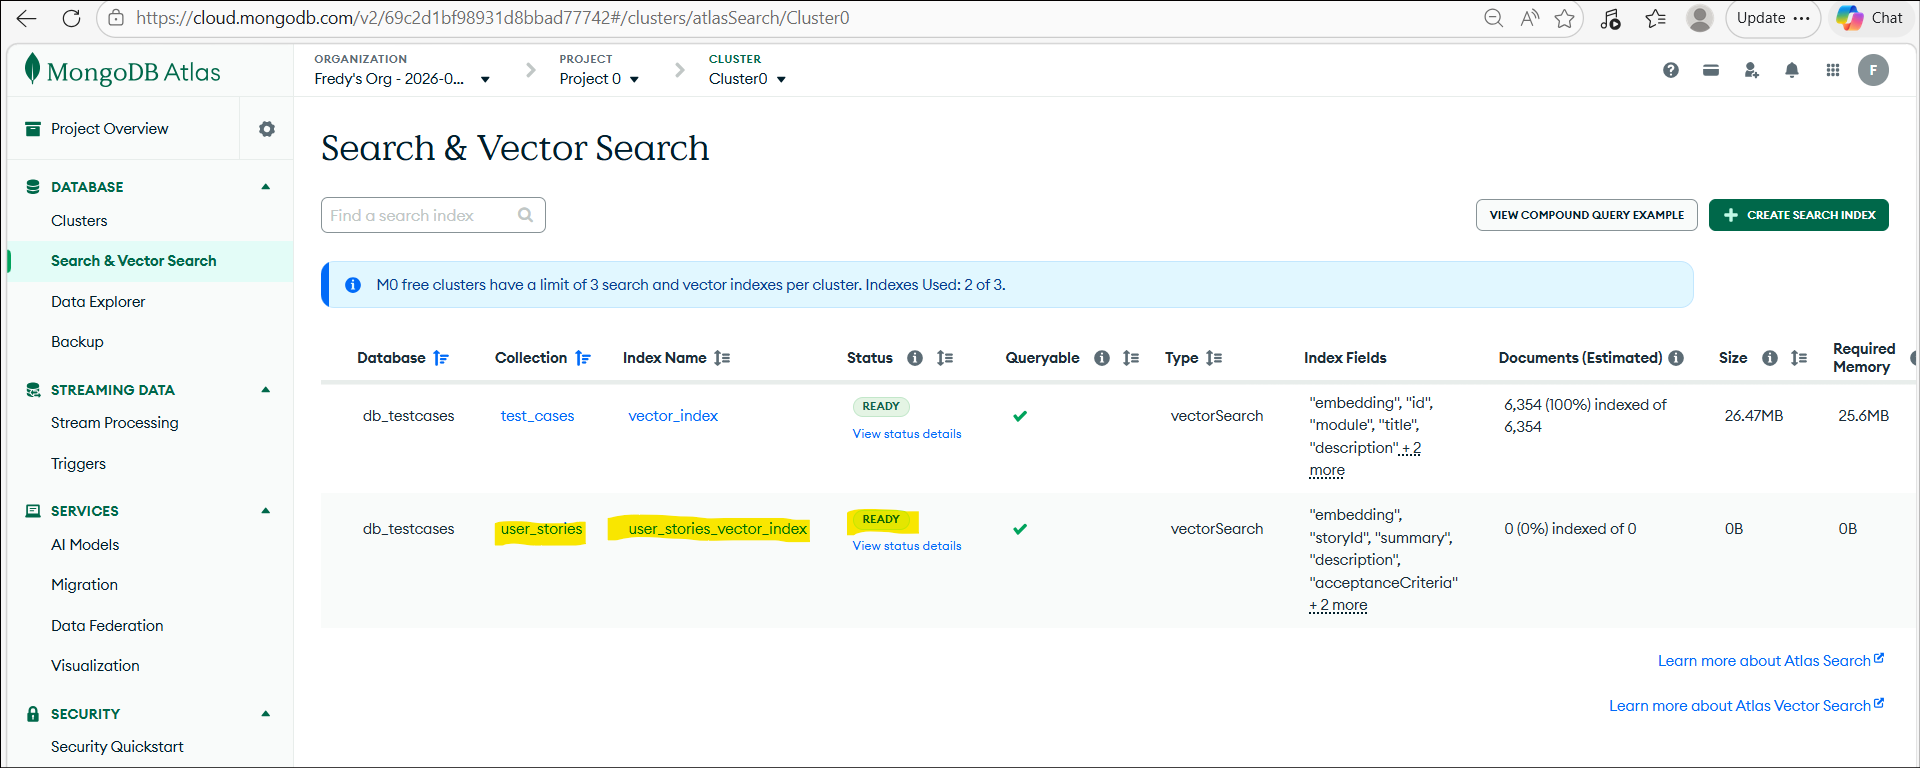 https://cloud.mongodb.com/v2/69c2d1bf98931d8bbad77742#/clusters/atlasSearch/Cluster0
Update
Chat
MongoDB Atlas
ORGANIZATION
Fredy's Org - 2026-0...
PROJECT
Project 0
CLUSTER
Cluster0
F
Project Overview
DATABASE
Clusters
Search & Vector Search
Data Explorer
Backup
STREAMING DATA
Stream Processing
Triggers
SERVICES
AI Models
Migration
Data Federation
Visualization
SECURITY
Security Quickstart
Search & Vector Search
Find a search index
VIEW COMPOUND QUERY EXAMPLE
CREATE SEARCH INDEX
M0 free clusters have a limit of 3 search and vector indexes per cluster. Indexes Used: 2 of 3.
Database Collection Index Name Status Queryable Type Index Fields Documents (Estimated) Size Required
Memory
db_testcases test_cases vector_index READY vectorSearch "embedding", "id", 6,354 (100%) indexed of 26.47MB 25.6MB
View status details "module", "title", 6,354
"description" + 2
more
db_testcases user_stories user_stories_vector_index READY vectorSearch "embedding", 0 (0%) indexed of 0 0B 0B
View status details "storyId", "summary",
"description",
"acceptanceCriteria"
+ 2 more
Learn more about Atlas Search
Learn more about Atlas Vector Search